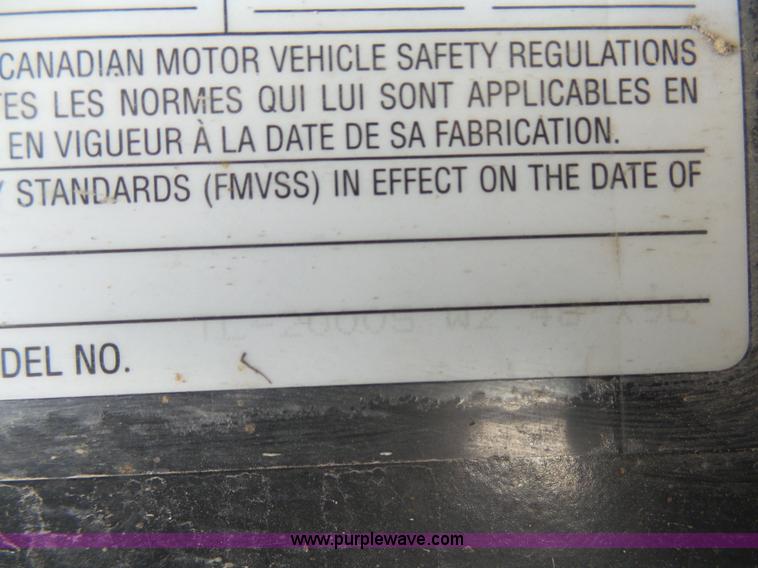 CANADIAN MOTOR VEHICLE SAFETY REGULATIONS
TES LES NORMES QUI LUI SONT APPLICABLES EN
EN VIGUEUR À LA DATE DE SA FABRICATION.
Y STANDARDS (FMVSS) IN EFFECT ON THE DATE OF
DEL NO.
www.purplewave.com